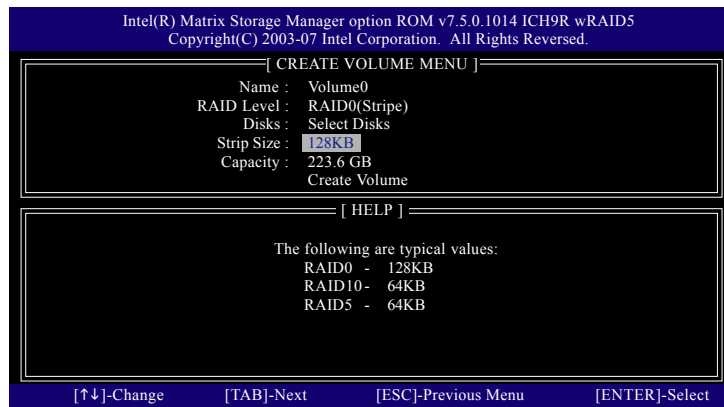 Intel(R) Matrix Storage Manager option ROM v7.5.0.1014 ICH9R wRAID5
Copyright(C) 2003-07 Intel Corporation. All Rights Reversed.
[ CREATE VOLUME MENU ]
Name : Volume0
RAID Level : RAID0(Stripe)
Disks : Select Disks
Strip Size : 128KB
Capacity : 223.6 GB
Create Volume
[ HELP ]
The following are typical values:
RAID0 - 128KB
RAID10- 64KB
RAID5 - 64KB
[↑↓]-Change [TAB]-Next [ESC]-Previous Menu [ENTER]-Select